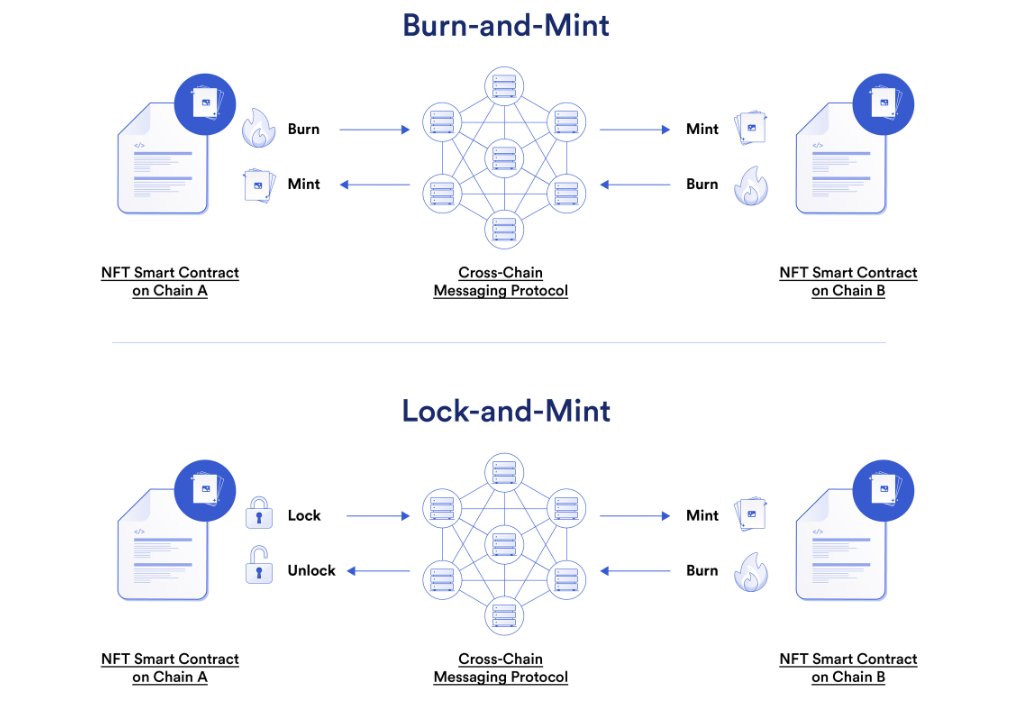 Burn-and-Mint
Burn
Mint
Mint
Burn
NFT Smart Contract
on Chain A
Cross-Chain
Messaging Protocol
NFT Smart Contract
on Chain B
Lock-and-Mint
Lock
Mint
Unlock
Burn
NFT Smart Contract
on Chain A
Cross-Chain
Messaging Protocol
NFT Smart Contract
on Chain B